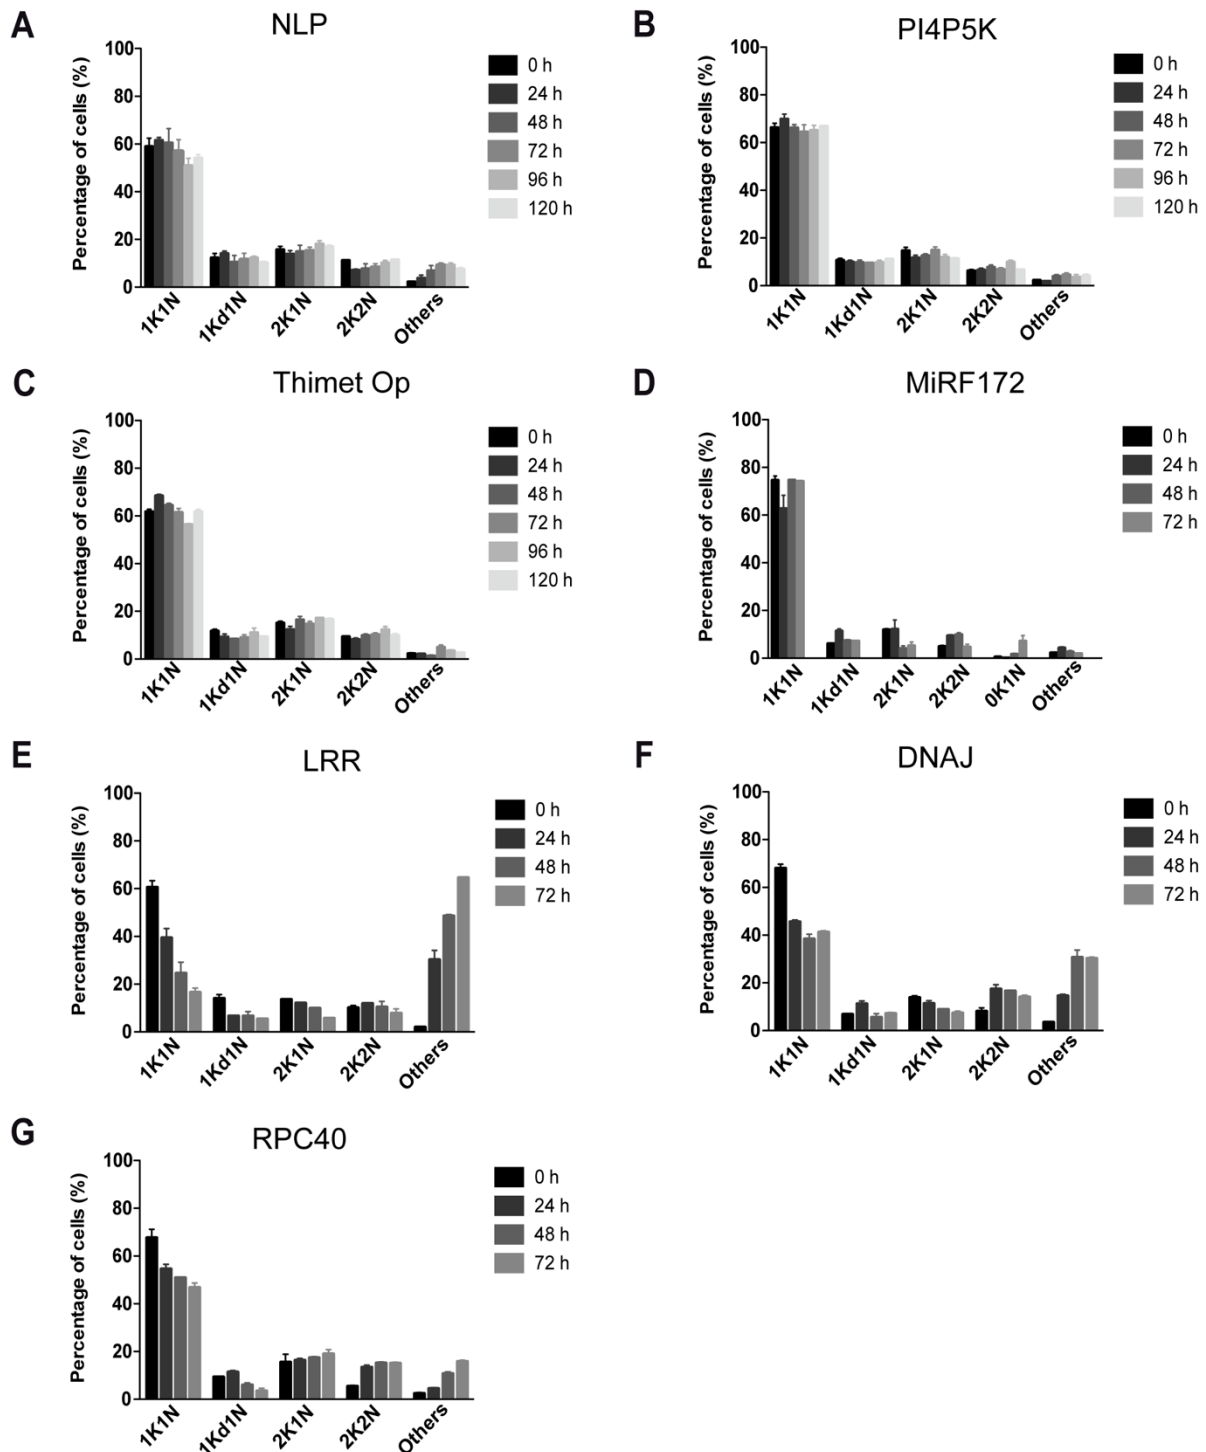 A
NLP
Percentage of cells (%)
100
80
60
40
20
0
1K1N
1Kd1N
2K1N
2K2N
Others
0 h
24 h
48 h
72 h
96 h
120 h
B
PI4P5K
Percentage of cells (%)
100
80
60
40
20
0
1K1N
1Kd1N
2K1N
2K2N
Others
0 h
24 h
48 h
72 h
96 h
120 h
C
Thimet Op
Percentage of cells (%)
100
80
60
40
20
0
1K1N
1Kd1N
2K1N
2K2N
Others
0 h
24 h
48 h
72 h
96 h
120 h
D
MiRF172
Percentage of cells (%)
100
80
60
40
20
0
1K1N
1Kd1N
2K1N
2K2N
0K1N
Others
0 h
24 h
48 h
72 h
E
LRR
Percentage of cells (%)
100
80
60
40
20
0
1K1N
1Kd1N
2K1N
2K2N
Others
0 h
24 h
48 h
72 h
F
DNAJ
Percentage of cells (%)
100
80
60
40
20
0
1K1N
1Kd1N
2K1N
2K2N
Others
0 h
24 h
48 h
72 h
G
RPC40
Percentage of cells (%)
100
80
60
40
20
0
1K1N
1Kd1N
2K1N
2K2N
Others
0 h
24 h
48 h
72 h